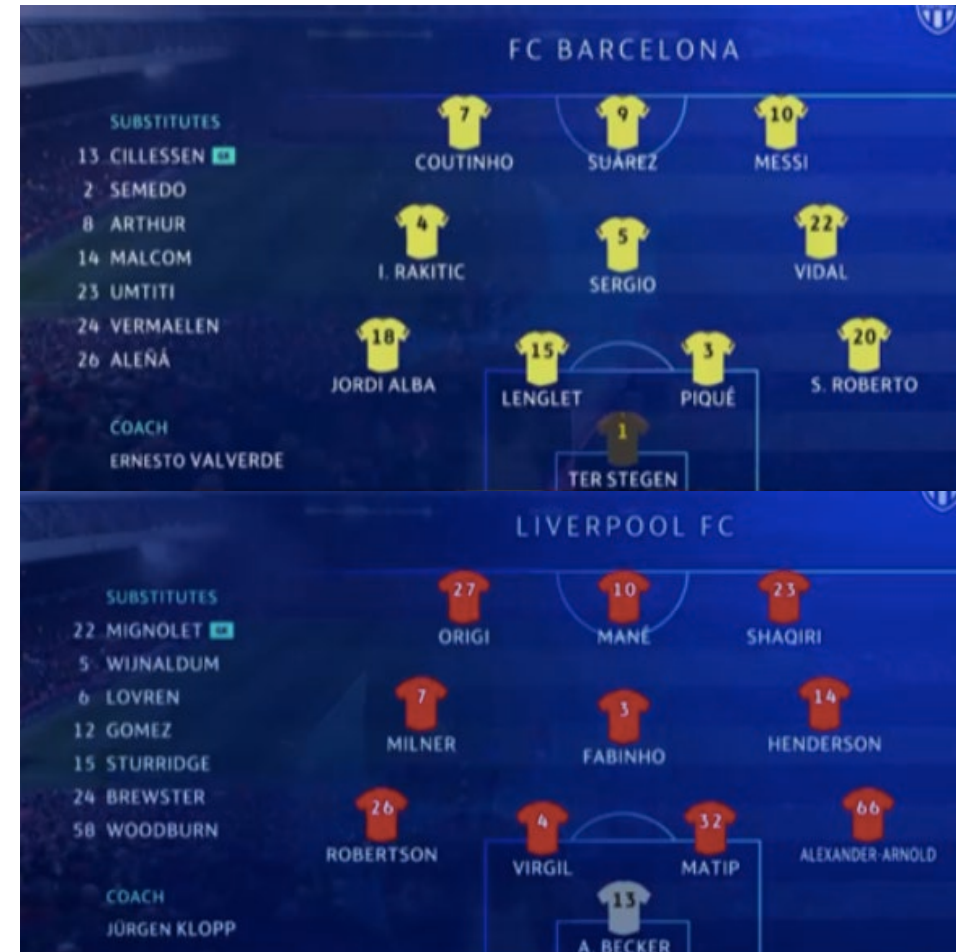 FC BARCELONA
SUBSTITUTES
13 CILLESSEN GK
2 SEMEDO
8 ARTHUR
14 MALCOM
23 UMTITI
24 VERMAELEN
26 ALEÑÁ
COACH
ERNESTO VALVERDE
7 9 10
COUTINHO SUÁREZ MESSI
4 5 22
I. RAKITIC SERGIO VIDAL
18 15 3 20
JORDI ALBA LENGLET PIQUÉ S. ROBERTO
1
TER STEGEN
LIVERPOOL FC
SUBSTITUTES
22 MIGNOLET GK
5 WIJNALDUM
6 LOVREN
12 GOMEZ
15 STURRIDGE
24 BREWSTER
58 WOODBURN
COACH
JÜRGEN KLOPP
27 10 23
ORIGI MANÉ SHAQIRI
7 3 14
MILNER FABINHO HENDERSON
26 4 32 66
ROBERTSON VIRGIL MATIP ALEXANDER-ARNOLD
13
A. BECKER